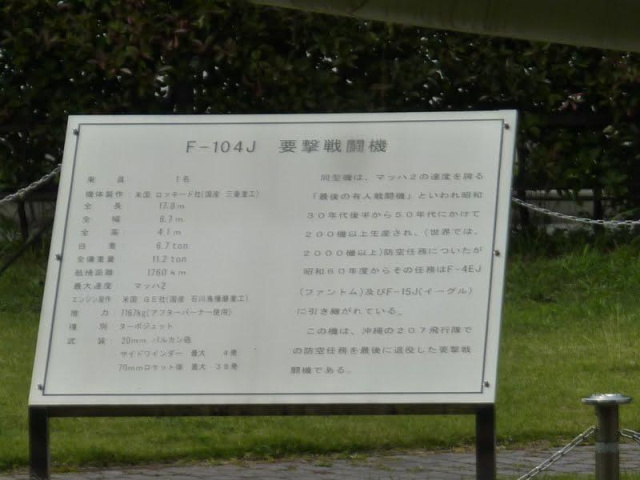 F-104J 要撃戦闘機
乗 員 1名
機体製作 米国 ロッキード社(国産 三菱重工)
全 長 17.8m
全 幅 6.7m
全 高 4.1m
自 重 6.7ton
全備重量 11.2ton
航続距離 1760km
最大速度 マッハ2
エンジン製作 米国 GE社(国産 石川島播磨重工)
推 力 7167kg(アフターバーナー使用)
種 別 ターボジェット
武 装 20mm バルカン砲
サイドワインダー 最大 4発
70mmロケット弾 最大 38発
同型機は、マッハ2の速度を誇る
「最後の有人戦闘機」といわれ昭和
30年代後半から50年代にかけて
200機以上生産され、(世界では、
2000機以上)防空任務についたが
昭和60年度からその任務はF-4EJ
(ファントム)及びF-15J(イーグル)
に引き継がれている。
この機は、沖縄の207飛行隊で
の防空任務を最後に退役した要撃戦
闘機である。